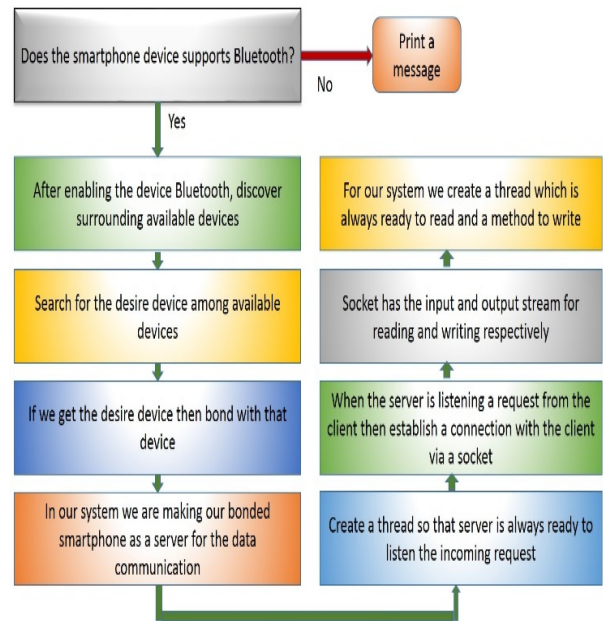 Does the smartphone device supports Bluetooth?
No
Print a
message
Yes
After enabling the device Bluetooth, discover
surrounding available devices
Search for the desire device among available
devices
If we get the desire device then bond with that
device
In our system we are making our bonded
smartphone as a server for the data
communication
Create a thread so that server is always ready to
listen the incoming request
When the server is listening a request from the
client then establish a connection with the client
via a socket
Socket has the input and output stream for
reading and writing respectively
For our system we create a thread which is
always ready to read and a method to write